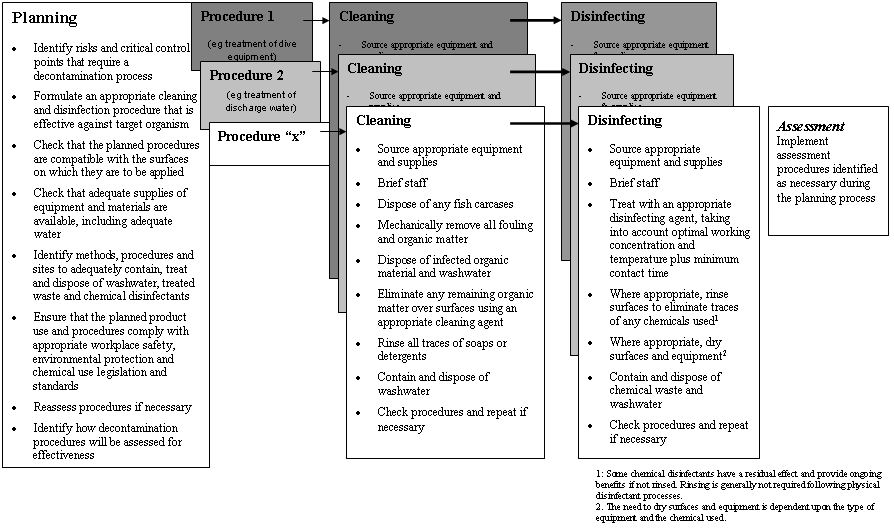 Planning
• Identify risks and critical control
points that require a
decontamination process
• Formulate an appropriate cleaning
and disinfection procedure that is
effective against target organism
• Check that the planned procedures
are compatible with the surfaces
on which they are to be applied
• Check that adequate supplies of
equipment and materials are
available, including adequate
water
• Identify methods, procedures and
sites to adequately contain, treat
and dispose of washwater, treated
waste and chemical disinfectants
• Ensure that the planned product
use and procedures comply with
appropriate workplace safety,
environmental protection and
chemical use legislation and
standards
• Reassess procedures if necessary
• Identify how decontamination
procedures will be assessed for
effectiveness
Procedure 1
(eg treatment of dive
equipment)
Cleaning
- Source appropriate equipment and
Disinfecting
- Source appropriate equipment
Procedure 2
(eg treatment of
discharge water)
Cleaning
- Source appropriate equipment and
Disinfecting
- Source appropriate equipment
Procedure “x”
Cleaning
• Source appropriate equipment
and supplies
• Brief staff
• Dispose of any fish carcases
• Mechanically remove all fouling
and organic matter
• Dispose of infected organic
material and washwater
• Eliminate any remaining organic
matter over surfaces using an
appropriate cleaning agent
• Rinse all traces of soaps or
detergents
• Contain and dispose of
washwater
• Check procedures and repeat if
necessary
Disinfecting
• Source appropriate
equipment and supplies
• Brief staff
• Treat with an appropriate
disinfecting agent, taking
into account optimal working
concentration and
temperature plus minimum
contact time
• Where appropriate, rinse
surfaces to eliminate traces
of any chemicals used¹
• Where appropriate, dry
surfaces and equipment²
• Contain and dispose of
chemical waste and
washwater
• Check procedures and repeat
if necessary
Assessment
Implement
assessment
procedures identified
as necessary during
the planning process
1: Some chemical disinfectants have a residual effect and provide ongoing
benefits if not rinsed. Rinsing is generally not required following physical
disinfectant processes.
2. The need to dry surfaces and equipment is dependent upon the type of
equipment and the chemical used.